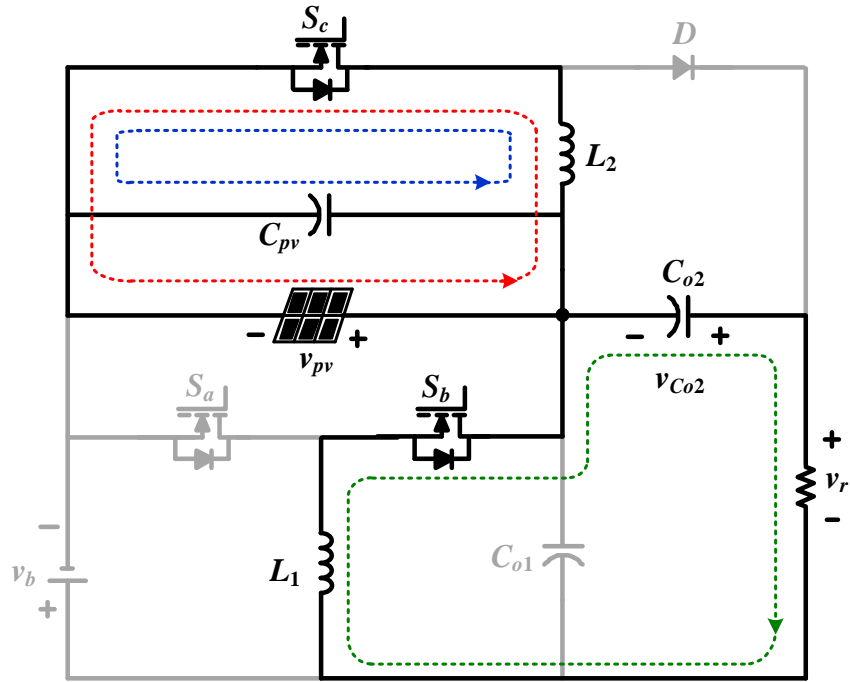 Sc
D
L2
Cpv
Co2
- +
vpv
- +
vCo2
Sa
Sb
+
vr
-
-
vb
+
L1
Co1